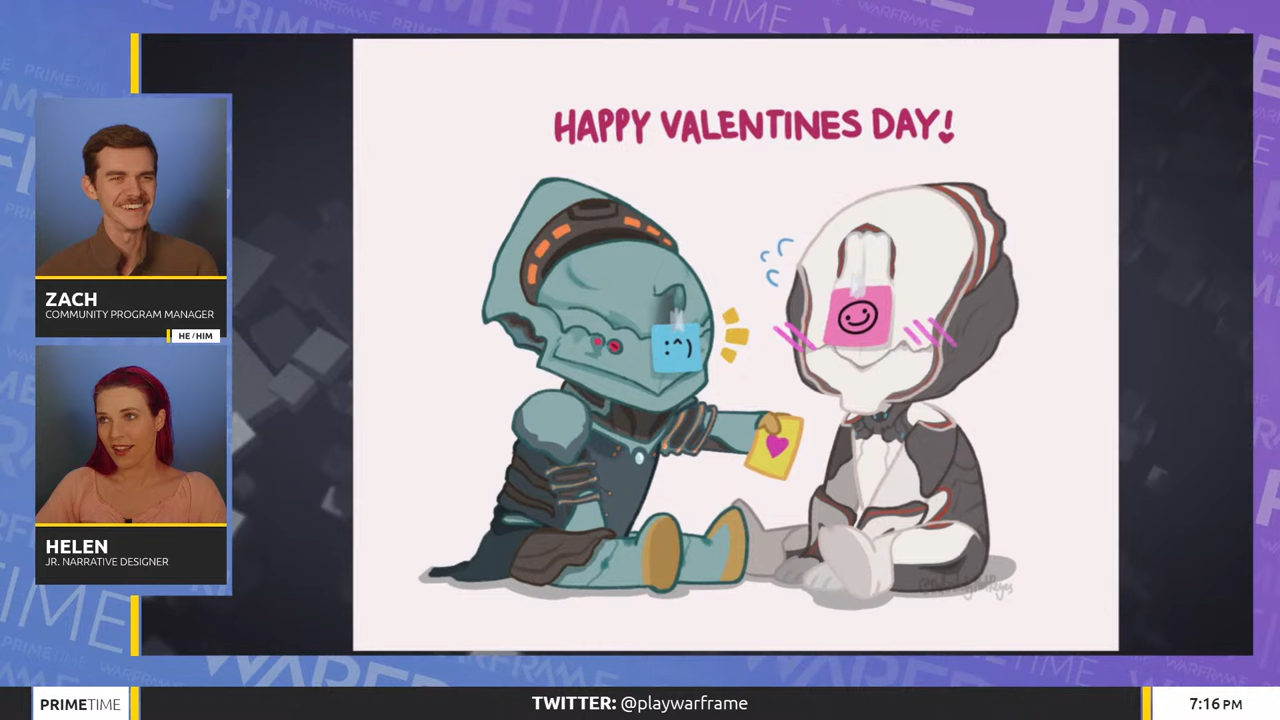 HAPPY VALENTINES DAY!
:^)
ZACH
COMMUNITY PROGRAM MANAGER
HE/HIM
HELEN
JR. NARRATIVE DESIGNER
PRIMETIME
TWITTER: @playwarframe
7:16 PM